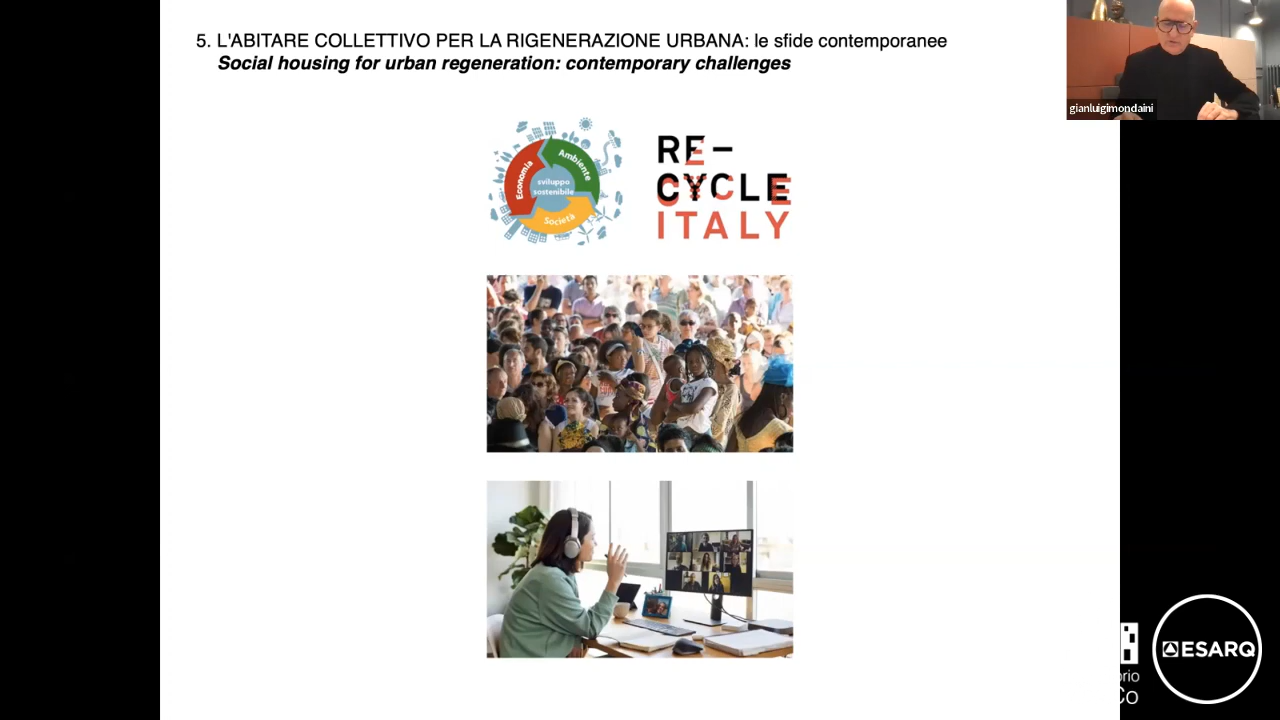 5. L'ABITARE COLLETTIVO PER LA RIGENERAZIONE URBANA: le sfide contemporanee
Social housing for urban regeneration: contemporary challenges
gianluigimondaini
Economia
Ambiente
sviluppo
sostenibile
Società
RE-
CYCLE
ITALY
ESARQ